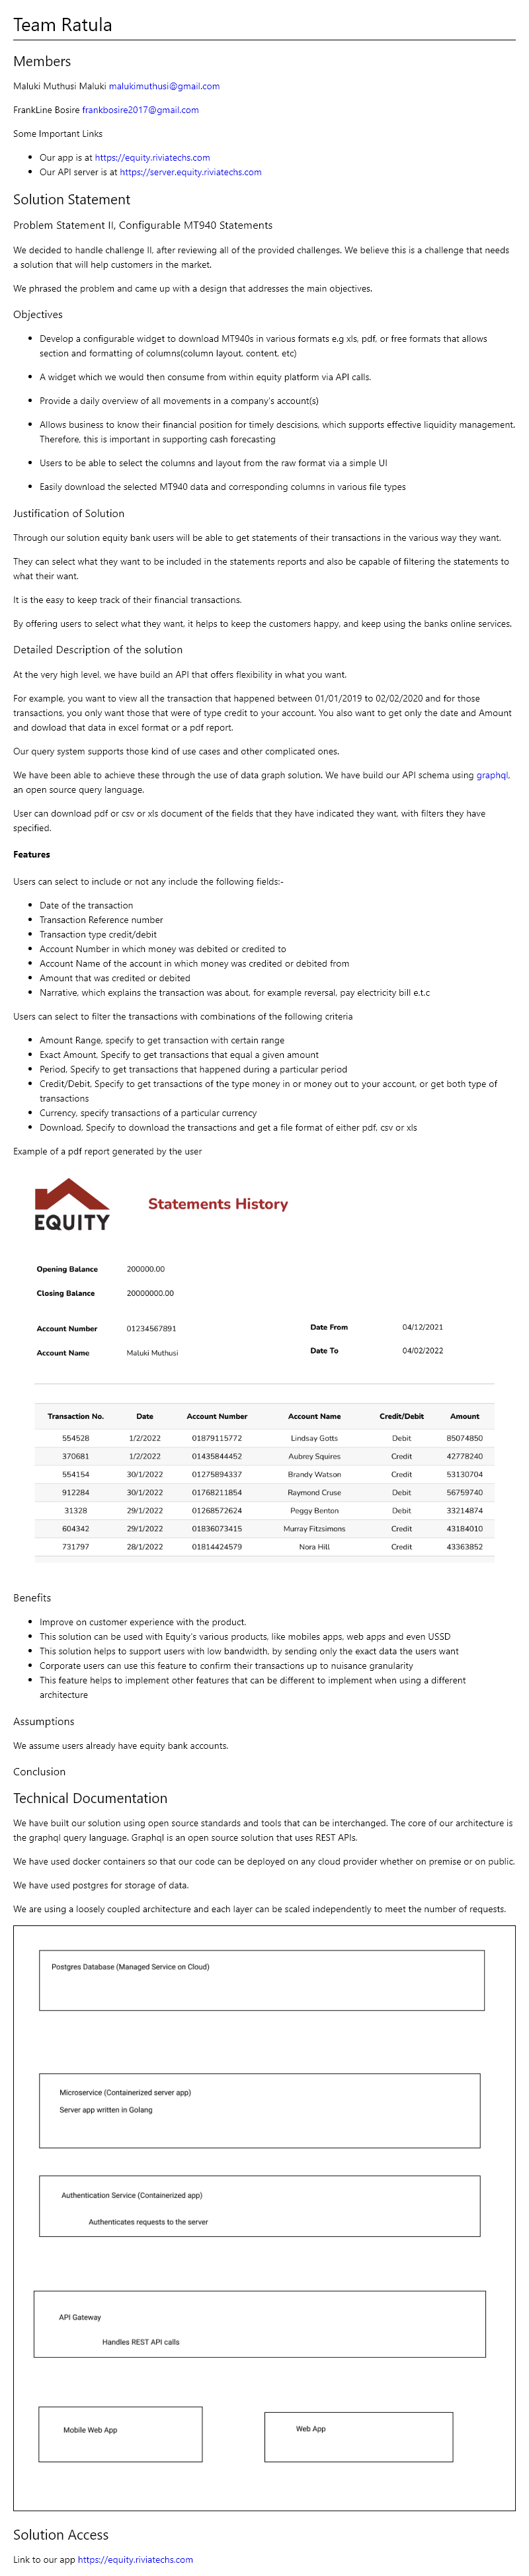 Team Ratula
Members
Maluki Muthusi Maluki malukimuthusi@gmail.com
FrankLine Bosire frankbosire2017@gmail.com
Some Important Links
• Our app is at https://equity.riviatechs.com
• Our API server is at https://server.equity.riviatechs.com
Solution Statement
Problem Statement II, Configurable MT940 Statements
We decided to handle challenge II, after reviewing all of the provided challenges. We believe this is a challenge that needs
a solution that will help customers in the market.
We phrased the problem and came up with a design that addresses the main objectives.
Objectives
• Develop a configurable widget to download MT940s in various formats e.g xls, pdf, or free formats that allows
section and formatting of columns(column layout, content, etc)
• A widget which we would then consume from within equity platform via API calls.
• Provide a daily overview of all movements in a company's account(s)
• Allows business to know their financial position for timely descisions, which supports effective liquidity management.
Therefore, this is important in supporting cash forecasting
• Users to be able to select the columns and layout from the raw format via a simple UI
• Easily download the selected MT940 data and corresponding columns in various file types
Justification of Solution
Through our solution equity bank users will be able to get statements of their transactions in the various way they want.
They can select what they want to be included in the statements reports and also be capable of filtering the statements to
what their want.
It is the easy to keep track of their financial transactions.
By offering users to select what they want, it helps to keep the customers happy, and keep using the banks online services.
Detailed Description of the solution
At the very high level, we have build an API that offers flexibility in what you want.
For example, you want to view all the transaction that happened between 01/01/2019 to 02/02/2020 and for those
transactions, you only want those that were of type credit to your account. You also want to get only the date and Amount
and dowload that data in excel format or a pdf report.
Our query system supports those kind of use cases and other complicated ones.
We have been able to achieve these through the use of data graph solution. We have build our API schema using graphql,
an open source query language.
User can download pdf or csv or xls document of the fields that they have indicated they want, with filters they have
specified.
Features
Users can select to include or not any include the following fields:-
• Date of the transaction
• Transaction Reference number
• Transaction type credit/debit
• Account Number in which money was debited or credited to
• Account Name of the account in which money was credited or debited from
• Amount that was credited or debited
• Narrative, which explains the transaction was about, for example reversal, pay electricity bill e.t.c
Users can select to filter the transactions with combinations of the following criteria
• Amount Range, specify to get transaction with certain range
• Exact Amount, Specify to get transactions that equal a given amount
• Period, Specify to get transactions that happened during a particular period
• Credit/Debit, Specify to get transactions of the type money in or money out to your account, or get both type of
transactions
• Currency, specify transactions of a particular currency
• Download, Specify to download the transactions and get a file format of either pdf, csv or xls
Example of a pdf report generated by the user
EQUITY
Statements History
Opening Balance 200000.00
Closing Balance 20000000.00
Account Number 01234567891 Date From 04/12/2021
Account Name Maluki Muthusi Date To 04/02/2022
Transaction No. Date Account Number Account Name Credit/Debit Amount
554528 1/2/2022 01879115772 Lindsay Gotts Debit 85074850
370681 1/2/2022 01435844452 Aubrey Squires Credit 42778240
554154 30/1/2022 01275894337 Brandy Watson Credit 53130704
912284 30/1/2022 01768211854 Raymond Cruse Debit 56759740
31328 29/1/2022 01268572624 Peggy Benton Debit 33214874
604342 29/1/2022 01836073415 Murray Fitzsimons Credit 43184010
731797 28/1/2022 01814424579 Nora Hill Credit 43363852
Benefits
• Improve on customer experience with the product.
• This solution can be used with Equity's various products, like mobiles apps, web apps and even USSD
• This solution helps to support users with low bandwidth, by sending only the exact data the users want
• Corporate users can use this feature to confirm their transactions up to nuisance granularity
• This feature helps to implement other features that can be different to implement when using a different
architecture
Assumptions
We assume users already have equity bank accounts.
Conclusion
Technical Documentation
We have built our solution using open source standards and tools that can be interchanged. The core of our architecture is
the graphql query language. Graphql is an open source solution that uses REST APIs.
We have used docker containers so that our code can be deployed on any cloud provider whether on premise or on public.
We have used postgres for storage of data.
We are using a loosely coupled architecture and each layer can be scaled independently to meet the number of requests.
Postgres Database (Managed Service on Cloud)
Microservice (Containerized server app)
Server app written in Golang
Authentication Service (Containerized app)
Authenticates requests to the server
API Gateway
Handles REST API calls
Mobile Web App
Web App
Solution Access
Link to our app https://equity.riviatechs.com